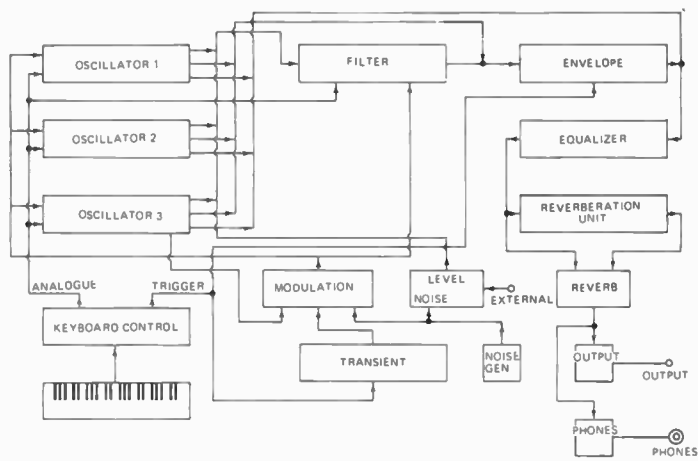 OSCILLATOR 1
FILTER
ENVELOPE
OSCILLATOR 2
EQUALIZER
OSCILLATOR 3
REVERBERATION
UNIT
ANALOGUE
TRIGGER
MODULATION
LEVEL
NOISE
EXTERNAL
REVERB
KEYBOARD CONTROL
TRANSIENT
NOISE
GEN
OUTPUT
OUTPUT
PHONES
PHONES